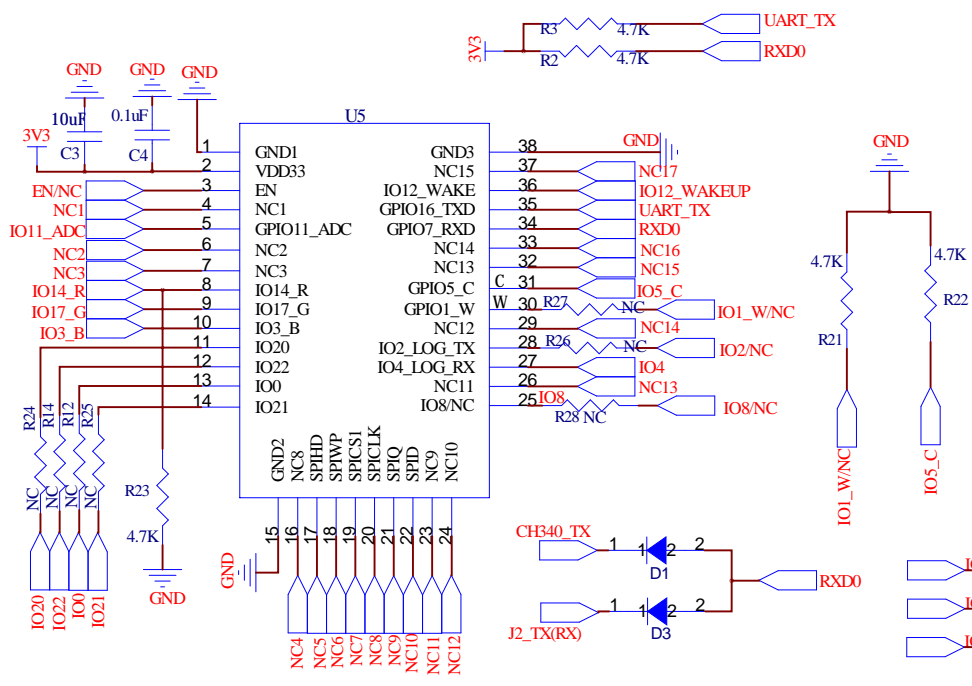 R3
4.7K
UART_TX
3V3
R2
4.7K
RXD0
GND
GND
GND
10uF
0.1uF
3V3
C3
C4
U5
1
GND1
GND3
38
GND
2
VDD33
NC15
37
NC17
EN/NC
3
EN
IO12_WAKE
36
IO12_WAKEUP
NC1
4
NC1
GPIO16_TXD
35
UART_TX
IO11_ADC
5
GPIO11_ADC
GPIO7_RXD
34
RXD0
NC2
6
NC2
NC14
33
NC16
NC3
7
NC3
NC13
32
NC15
IO14_R
8
IO14_R
GPIO5_C
C
31
IO5_C
IO17_G
9
IO17_G
GPIO1_W
W
30
R27
NC
IO1_W/NC
IO3_B
10
IO3_B
NC12
29
NC14
11
IO20
IO2_LOG_TX
28
R26
NC
IO2/NC
12
IO22
IO4_LOG_RX
27
IO4
13
IO0
NC11
26
NC13
14
IO21
IO8/NC
25
IO8
R28
NC
IO8/NC
R24
R14
R12
R25
NC
NC
NC
NC
IO20
IO22
IO0
IO21
R23
4.7K
GND
GND2
NC8
SPIHD
SPIWP
SPICS1
SPICLK
SPIQ
SPID
NC9
NC10
15
16
17
18
19
20
21
22
23
24
GND
NC4
NC5
NC6
NC7
NC8
NC9
NC10
NC11
NC12
GND
4.7K
4.7K
R21
R22
IO1_W/NC
IO5_C
CH340_TX
1
1
2
2
D1
RXD0
J2_TX(RX)
1
1
2
2
D3